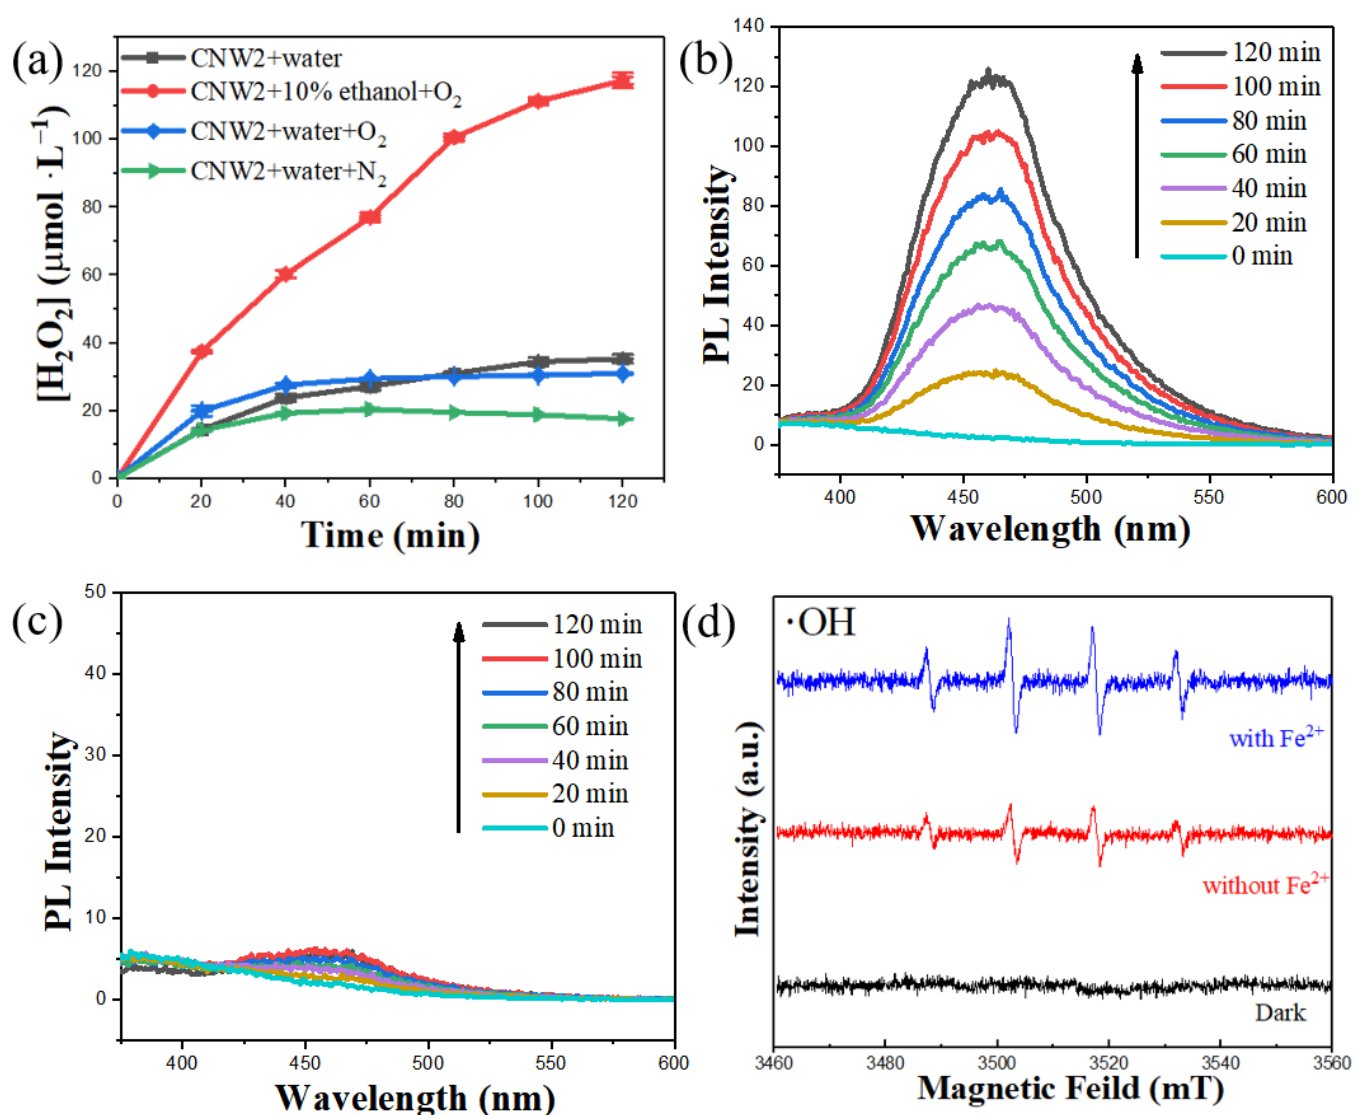 (a)
CNW2+water
CNW2+10% ethanol+O₂
CNW2+water+O₂
CNW2+water+N₂
[H₂O₂] (μmol ·L⁻¹)
120
100
80
60
40
20
0
0 20 40 60 80 100 120
Time (min)
(b)
120 min
100 min
80 min
60 min
40 min
20 min
0 min
PL Intensity
140
120
100
80
60
40
20
0
400 450 500 550 600
Wavelength (nm)
(c)
120 min
100 min
80 min
60 min
40 min
20 min
0 min
PL Intensity
50
40
30
20
10
0
400 450 500 550 600
Wavelength (nm)
(d)
·OH
with Fe²⁺
without Fe²⁺
Dark
Intensity (a.u.)
3460 3480 3500 3520 3540 3560
Magnetic Feild (mT)